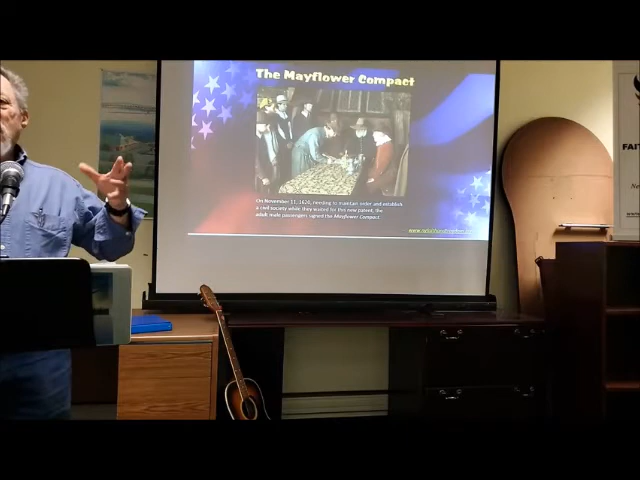 The Mayflower Compact
On November 11, 1620, needing to maintain order and establish
a civil society while they waited for this new patent, the
adult male passengers signed the Mayflower Compact
FAIT